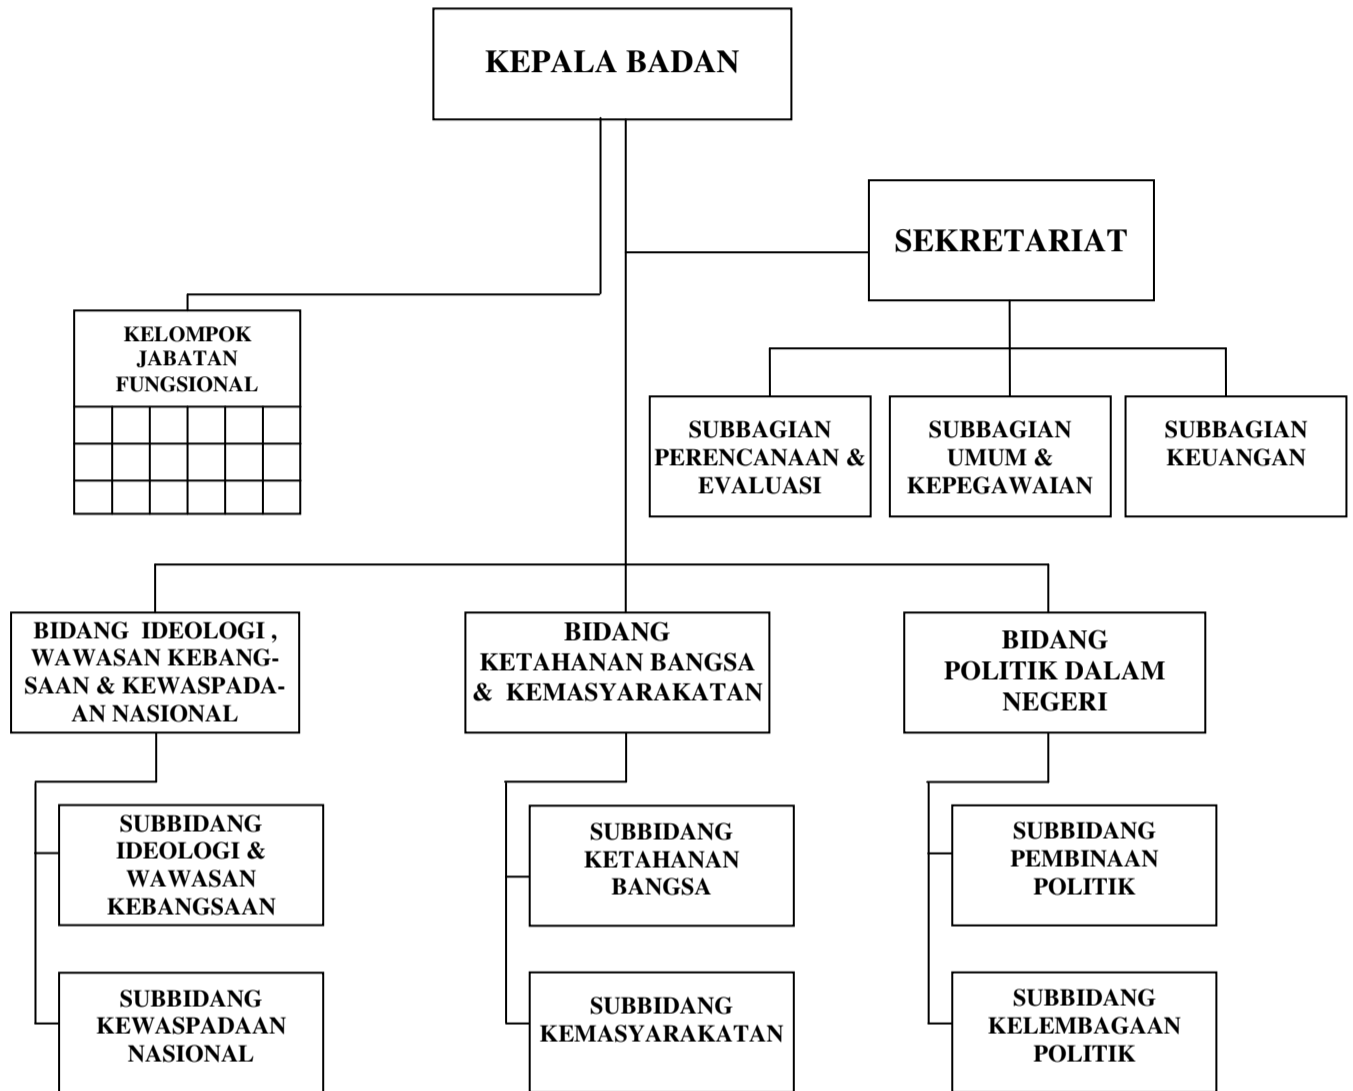 KEPALA BADAN
SEKRETARIAT
KELOMPOK
JABATAN
FUNGSIONAL
SUBBAGIAN
PERENCANAAN &
EVALUASI
SUBBAGIAN
UMUM &
KEPEGAWAIAN
SUBBAGIAN
KEUANGAN
BIDANG IDEOLOGI ,
WAWASAN KEBANG-
SAAN & KEWASPADA-
AN NASIONAL
BIDANG
KETAHANAN BANGSA
& KEMASYARAKATAN
BIDANG
POLITIK DALAM
NEGERI
SUBBIDANG
IDEOLOGI &
WAWASAN
KEBANGSAAN
SUBBIDANG
KETAHANAN
BANGSA
SUBBIDANG
PEMBINAAN
POLITIK
SUBBIDANG
KEWASPADAAN
NASIONAL
SUBBIDANG
KEMASYARAKATAN
SUBBIDANG
KELEMBAGAAN
POLITIK